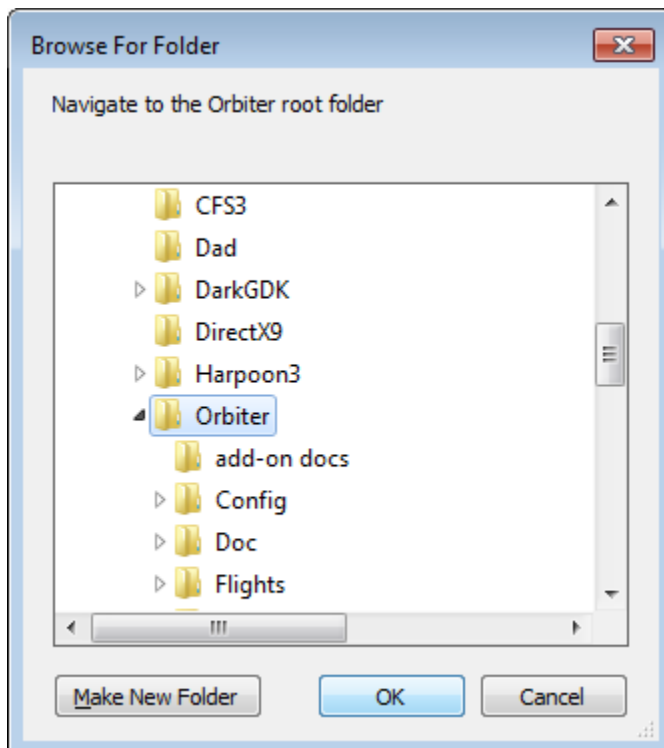 Browse For Folder
Navigate to the Orbiter root folder
CFS3
Dad
DarkGDK
DirectX9
Harpoon3
Orbiter
add-on docs
Config
Doc
Flights
Make New Folder
OK
Cancel